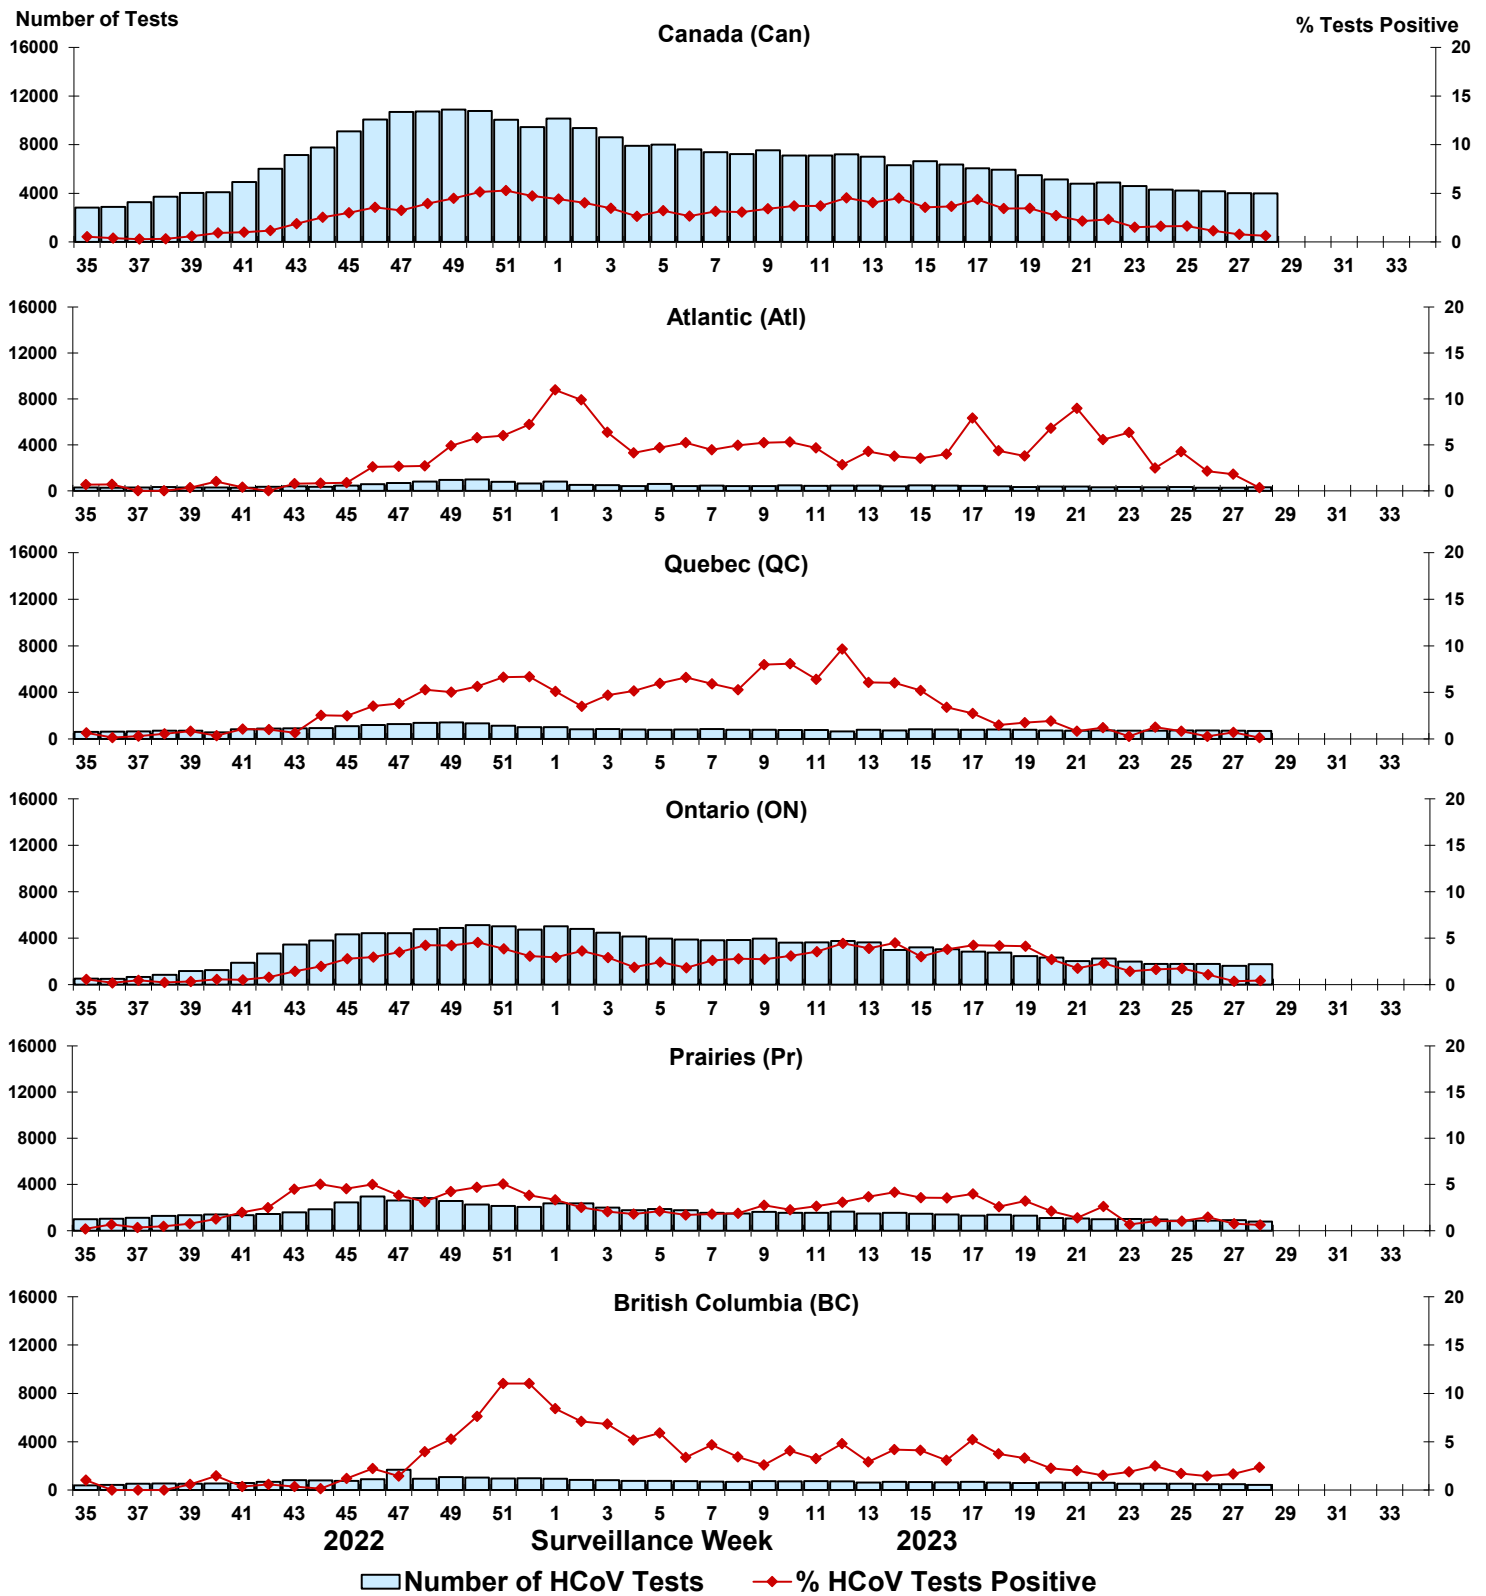 Number of Tests
% Tests Positive
Canada (Can)
16000 20
12000 15
8000 10
4000 5
0 0
35 37 39 41 43 45 47 49 51 1 3 5 7 9 11 13 15 17 19 21 23 25 27 29 31 33
Atlantic (Atl)
16000 20
12000 15
8000 10
4000 5
0 0
35 37 39 41 43 45 47 49 51 1 3 5 7 9 11 13 15 17 19 21 23 25 27 29 31 33
Quebec (QC)
16000 20
12000 15
8000 10
4000 5
0 0
35 37 39 41 43 45 47 49 51 1 3 5 7 9 11 13 15 17 19 21 23 25 27 29 31 33
Ontario (ON)
16000 20
12000 15
8000 10
4000 5
0 0
35 37 39 41 43 45 47 49 51 1 3 5 7 9 11 13 15 17 19 21 23 25 27 29 31 33
Prairies (Pr)
16000 20
12000 15
8000 10
4000 5
0 0
35 37 39 41 43 45 47 49 51 1 3 5 7 9 11 13 15 17 19 21 23 25 27 29 31 33
British Columbia (BC)
16000 20
12000 15
8000 10
4000 5
0 0
35 37 39 41 43 45 47 49 51 1 3 5 7 9 11 13 15 17 19 21 23 25 27 29 31 33
2022 Surveillance Week 2023
Number of HCoV Tests % HCoV Tests Positive